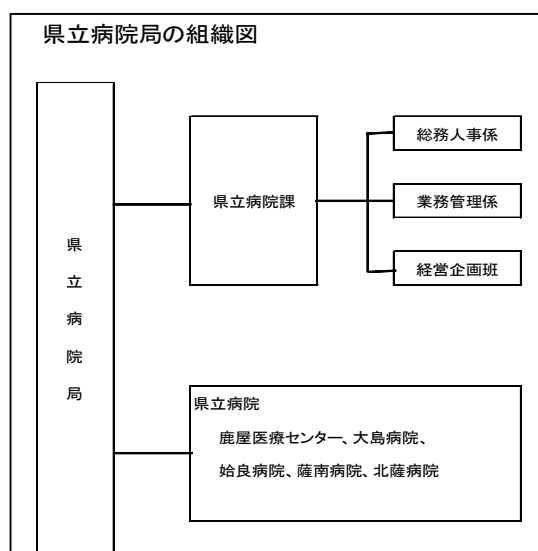 県立病院局の組織図
県立病院局
県立病院課
総務人事係
業務管理係
経営企画班
県立病院
鹿屋医療センター、大島病院、
姶良病院、薩南病院、北薩病院